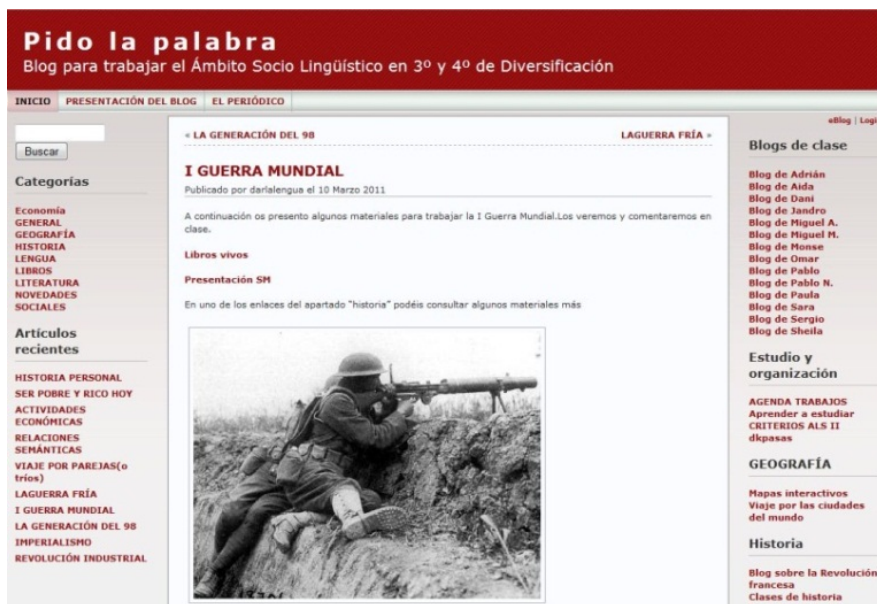 Pido la palabra
Blog para trabajar el Ámbito Socio Lingüístico en 3º y 4º de Diversificación
INICIO PRESENTACIÓN DEL BLOG EL PERIÓDICO
Buscar
Categorías
Economía
GENERAL
GEOGRAFÍA
HISTORIA
LENGUA
LIBROS
LITERATURA
NOVEDADES
SOCIALES
Artículos
recientes
HISTORIA PERSONAL
SER POBRE Y RICO HOY
ACTIVIDADES
ECONÓMICAS
RELACIONES
SEMÁNTICAS
VIAJE POR PAREJAS(o
tríos)
LAGUERRA FRÍA
I GUERRA MUNDIAL
LA GENERACIÓN DEL 98
IMPERIALISMO
REVOLUCIÓN INDUSTRIAL
« LA GENERACIÓN DEL 98 LAGUERRA FRÍA »
I GUERRA MUNDIAL
Publicado por darlalengua el 10 Marzo 2011
A continuación os presento algunos materiales para trabajar la I Guerra Mundial.Los veremos y comentaremos en
clase.
Libros vivos
Presentación SM
En uno de los enlaces del apartado "historia" podéis consultar algunos materiales más
eBlog | Logi
Blogs de clase
Blog de Adrián
Blog de Aida
Blog de Dani
Blog de Jandro
Blog de Miguel A.
Blog de Miguel M.
Blog de Monse
Blog de Omar
Blog de Pablo
Blog de Pablo N.
Blog de Paula
Blog de Sara
Blog de Sergio
Blog de Sheila
Estudio y
organización
AGENDA TRABAJOS
Aprender a estudiar
CRITERIOS ALS II
dkpasas
GEOGRAFÍA
Mapas interactivos
Viaje por las ciudades
del mundo
Historia
Blog sobre la Revolución
francesa
Clases de historia